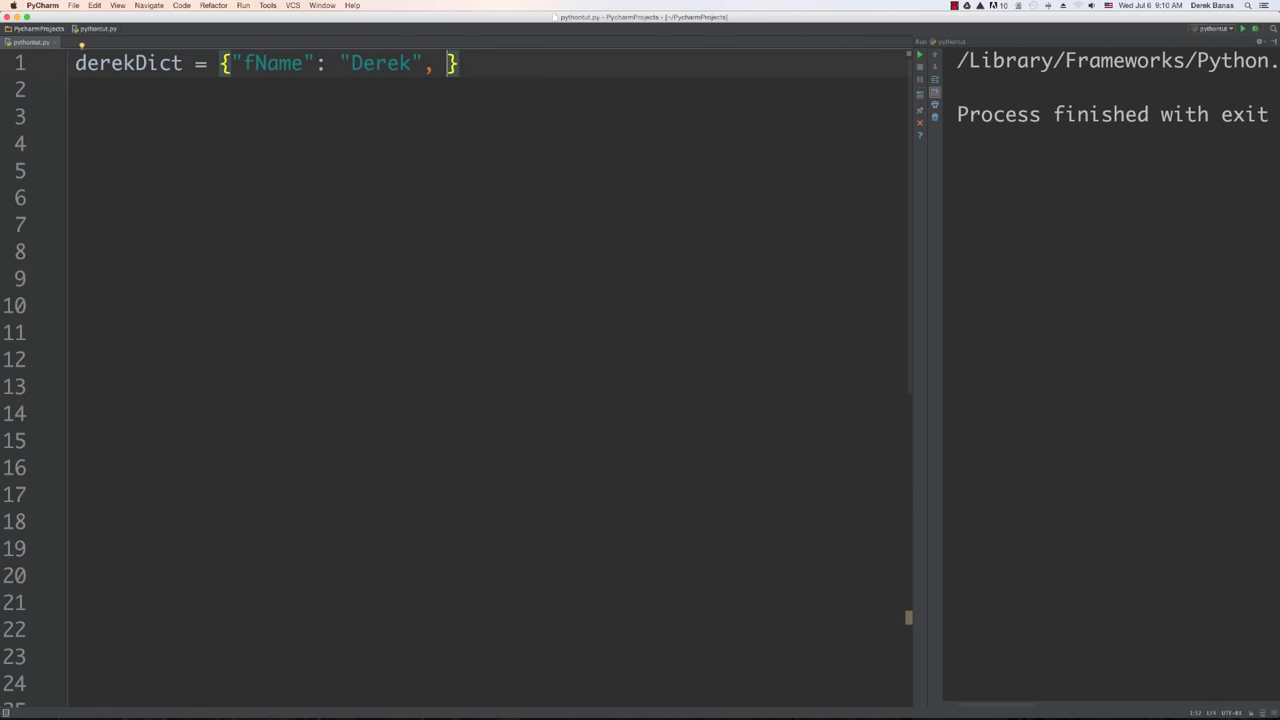 PyCharm File Edit View Navigate Code Refactor Run Tools VCS Window Help 10 Wed Jul 6 9:10 AM Derek Banas
pythontut.py - PycharmProjects - [~/PycharmProjects]
PycharmProjects pythontut.py pythontut
pythontut.py Run: pythontut
1 derekDict = {"fName": "Derek", }
2
3
4
5
6
7
8
9
10
11
12
13
14
15
16
17
18
19
20
21
22
23
24
/Library/Frameworks/Python.
Process finished with exit
1:32 LF‡ UTF-8‡